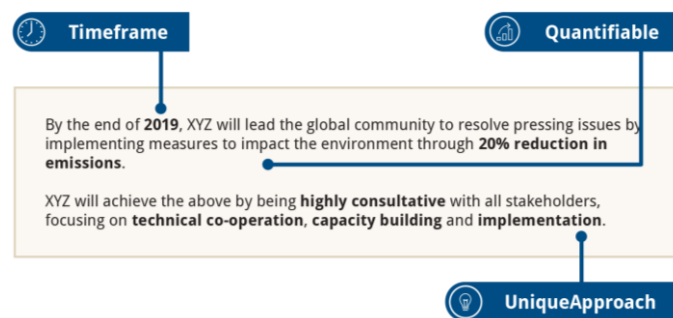 Timeframe
Quantifiable
By the end of 2019, XYZ will lead the global community to resolve pressing issues by
implementing measures to impact the environment through 20% reduction in
emissions.
XYZ will achieve the above by being highly consultative with all stakeholders,
focusing on technical co-operation, capacity building and implementation.
UniqueApproach